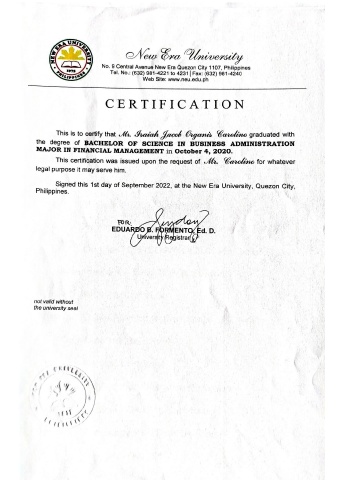 NEW ERA UNIVERSITY
PHILIPPINES
New Era University
No. 9 Central Avenue New Era Quezon City 1107, Philippines
Tel. No.: (632) 981-4221 to 4231 | Fax: (632) 981-4240
Web Site: www.neu.edu.ph
CERTIFICATION
This is to certify that Mr. Isaiah Jacob Organis Carolino graduated with
the degree of BACHELOR OF SCIENCE IN BUSINESS ADMINISTRATION
MAJOR IN FINANCIAL MANAGEMENT in October 4, 2020.
This certification was issued upon the request of Mr. Carolino for whatever
legal purpose it may serve him.
Signed this 1st day of September 2022, at the New Era University, Quezon City,
Philippines.
FOR:
EDUARDO B. FORMENTO, Ed. D.
University Registrar
not valid without
the university seal
NEW ERA UNIVERSITY